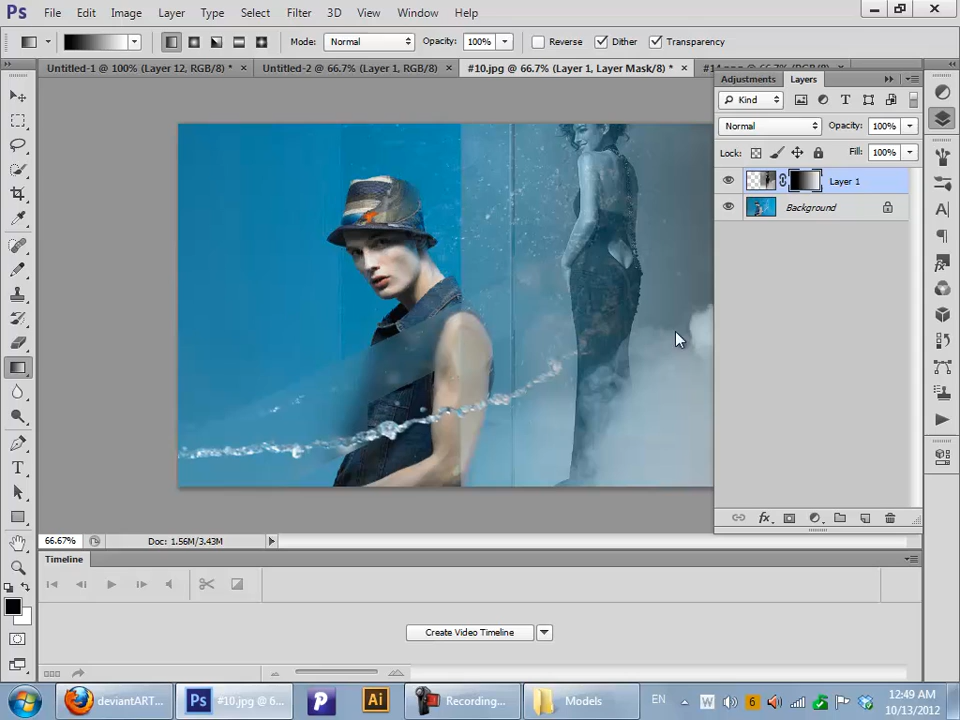 Ps File Edit Image Layer Type Select Filter 3D View Window Help
Mode: Normal Opacity: 100% Reverse Dither Transparency
Untitled-1 @ 100% (Layer 12, RGB/8) * × Untitled-2 @ 66.7% (Layer 1, RGB/8) × #10.jpg @ 66.7% (Layer 1, Layer Mask/8) * ×
Adjustments Layers
Kind
Normal Opacity: 100%
Lock: Fill: 100%
Layer 1
Background
fx
66.67% Doc: 1.56M/3.43M
Timeline
Create Video Timeline
deviantART... Ps #10.jpg @ 6... Ai Recording... Models EN 12:49 AM
10/13/2012